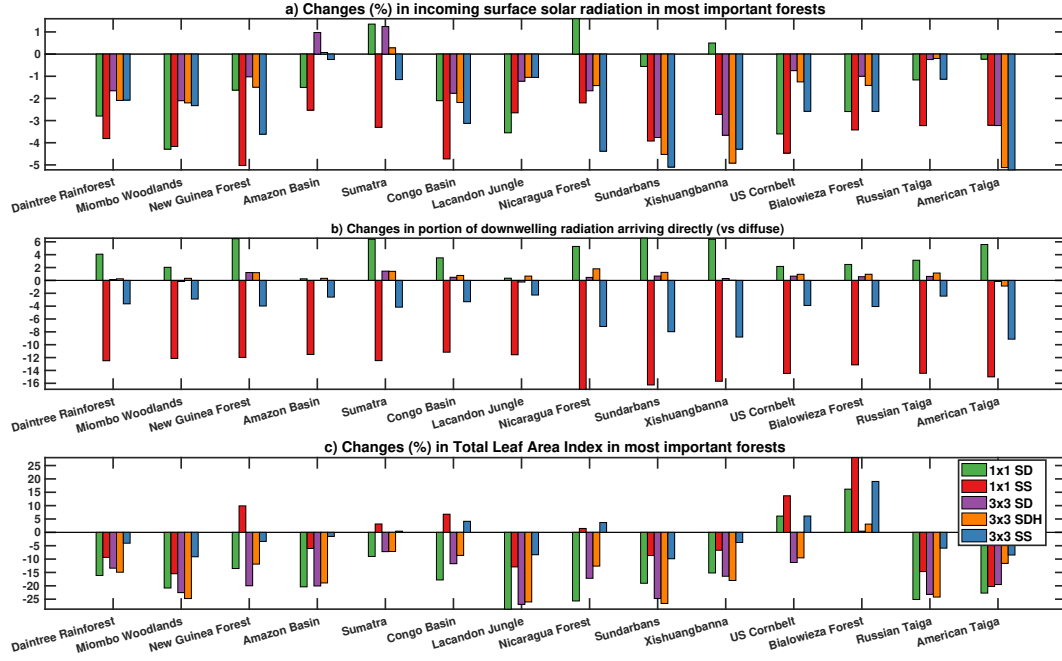 a) Changes (%) in incoming surface solar radiation in most important forests
1
0
-1
-2
-3
-4
-5
Daintree Rainforest
Miombo Woodlands
New Guinea Forest
Amazon Basin
Sumatra
Congo Basin
Lacandon Jungle
Nicaragua Forest
Sundarbans
Xishuangbanna
US Cornbelt
Bialowieza Forest
Russian Taiga
American Taiga
b) Changes in portion of downwelling radiation arriving directly (vs diffuse)
6
4
2
0
-2
-4
-6
-8
-10
-12
-14
-16
Daintree Rainforest
Miombo Woodlands
New Guinea Forest
Amazon Basin
Sumatra
Congo Basin
Lacandon Jungle
Nicaragua Forest
Sundarbans
Xishuangbanna
US Cornbelt
Bialowieza Forest
Russian Taiga
American Taiga
c) Changes (%) in Total Leaf Area Index in most important forests
25
20
15
10
5
0
-5
-10
-15
-20
-25
1x1 SD
1x1 SS
3x3 SD
3x3 SDH
3x3 SS
Daintree Rainforest
Miombo Woodlands
New Guinea Forest
Amazon Basin
Sumatra
Congo Basin
Lacandon Jungle
Nicaragua Forest
Sundarbans
Xishuangbanna
US Cornbelt
Bialowieza Forest
Russian Taiga
American Taiga